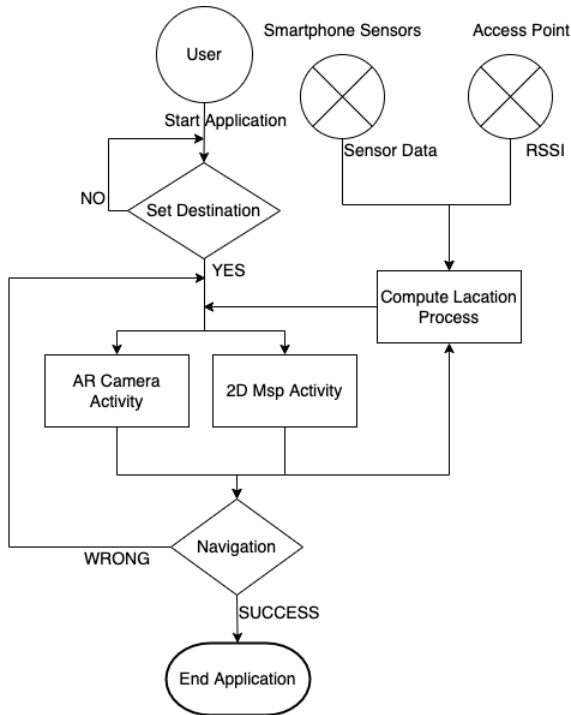 Smartphone Sensors
Access Point
User
Start Application
Sensor Data
RSSI
NO
Set Destination
YES
Compute Lacation
Process
AR Camera
Activity
2D Msp Activity
Navigation
WRONG
SUCCESS
End Application